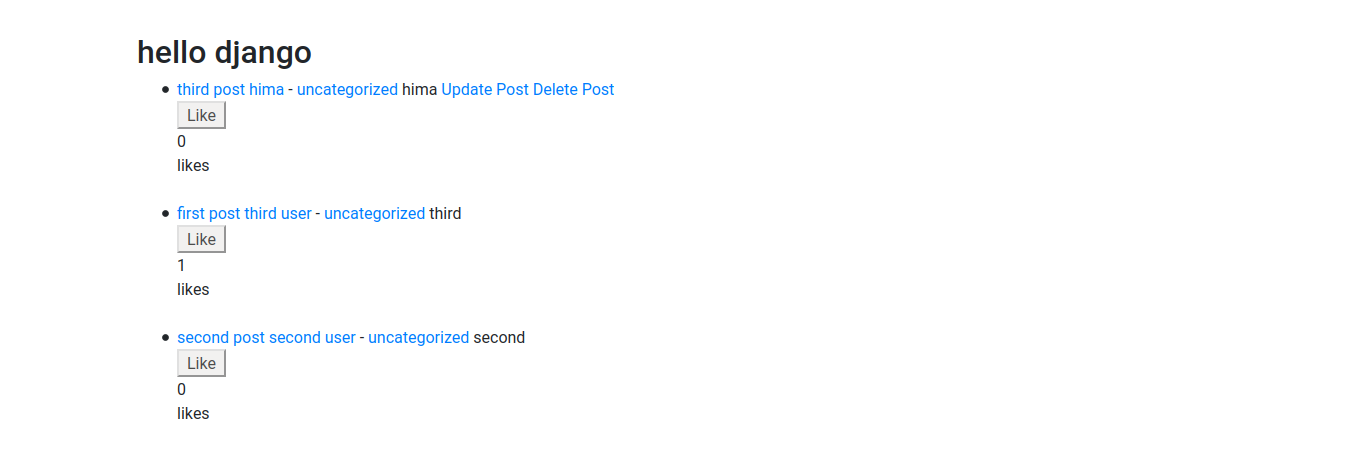 hello django
third post hima - uncategorized hima Update Post Delete Post
Like
0
likes
first post third user - uncategorized third
Like
1
likes
second post second user - uncategorized second
Like
0
likes